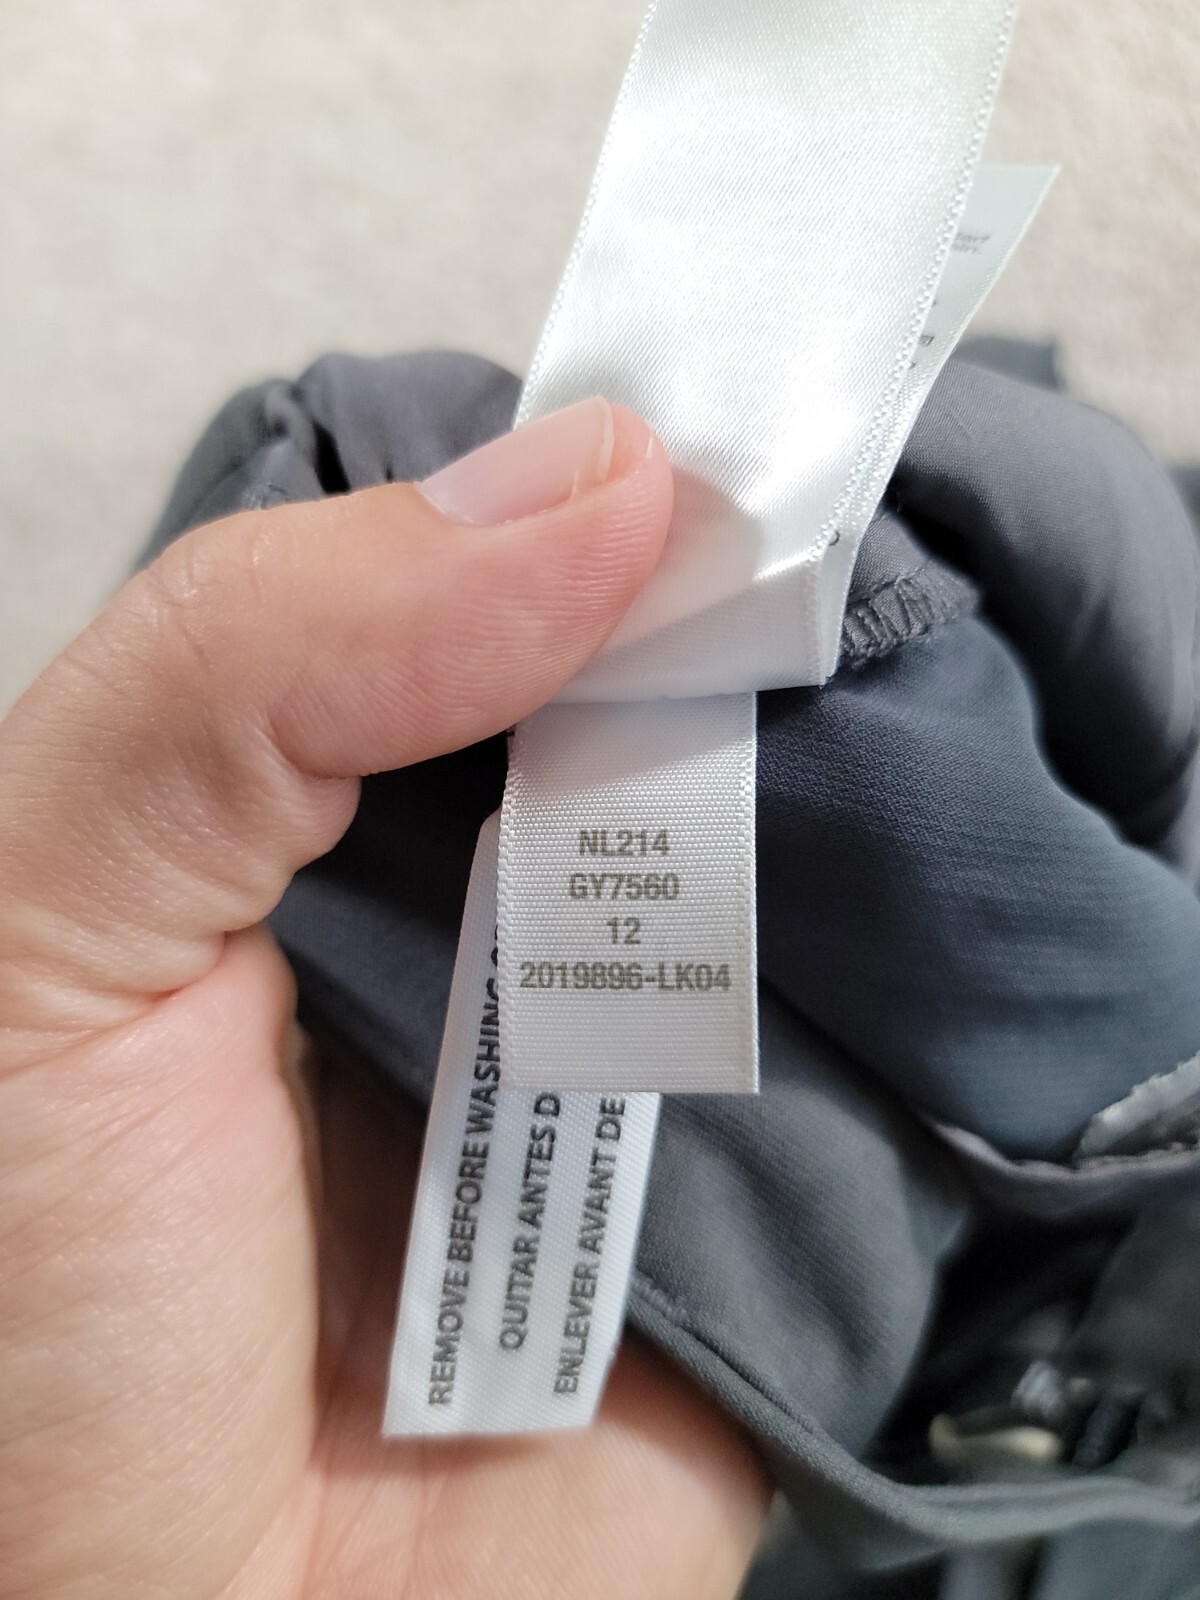 NL214
GY7560
12
2019896-LK04
REMOVE BEFORE WASHING
QUITAR ANTES D
ENLEVER AVANT DE